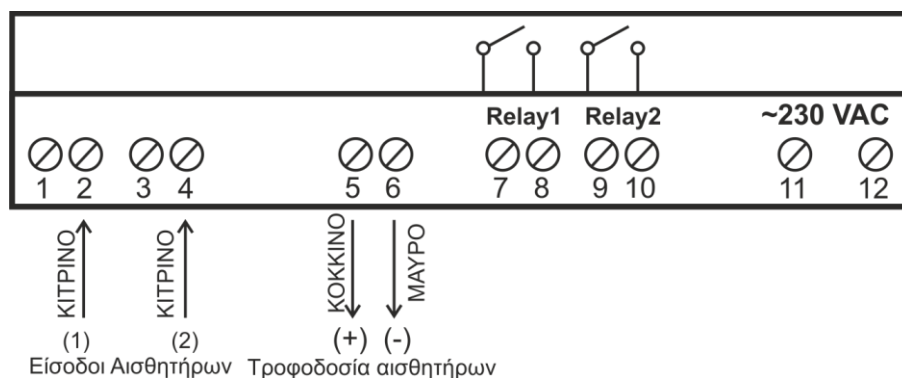 Relay1 Relay2 ~230 VAC
1 2 3 4 5 6 7 8 9 10 11 12
ΚΙΤΡΙΝΟ ΚΙΤΡΙΝΟ ΚΟΚΚΙΝΟ ΜΑΥΡΟ
(1) (2) (+) (-)
Είσοδοι Αισθητήρων Τροφοδοσία αισθητήρων